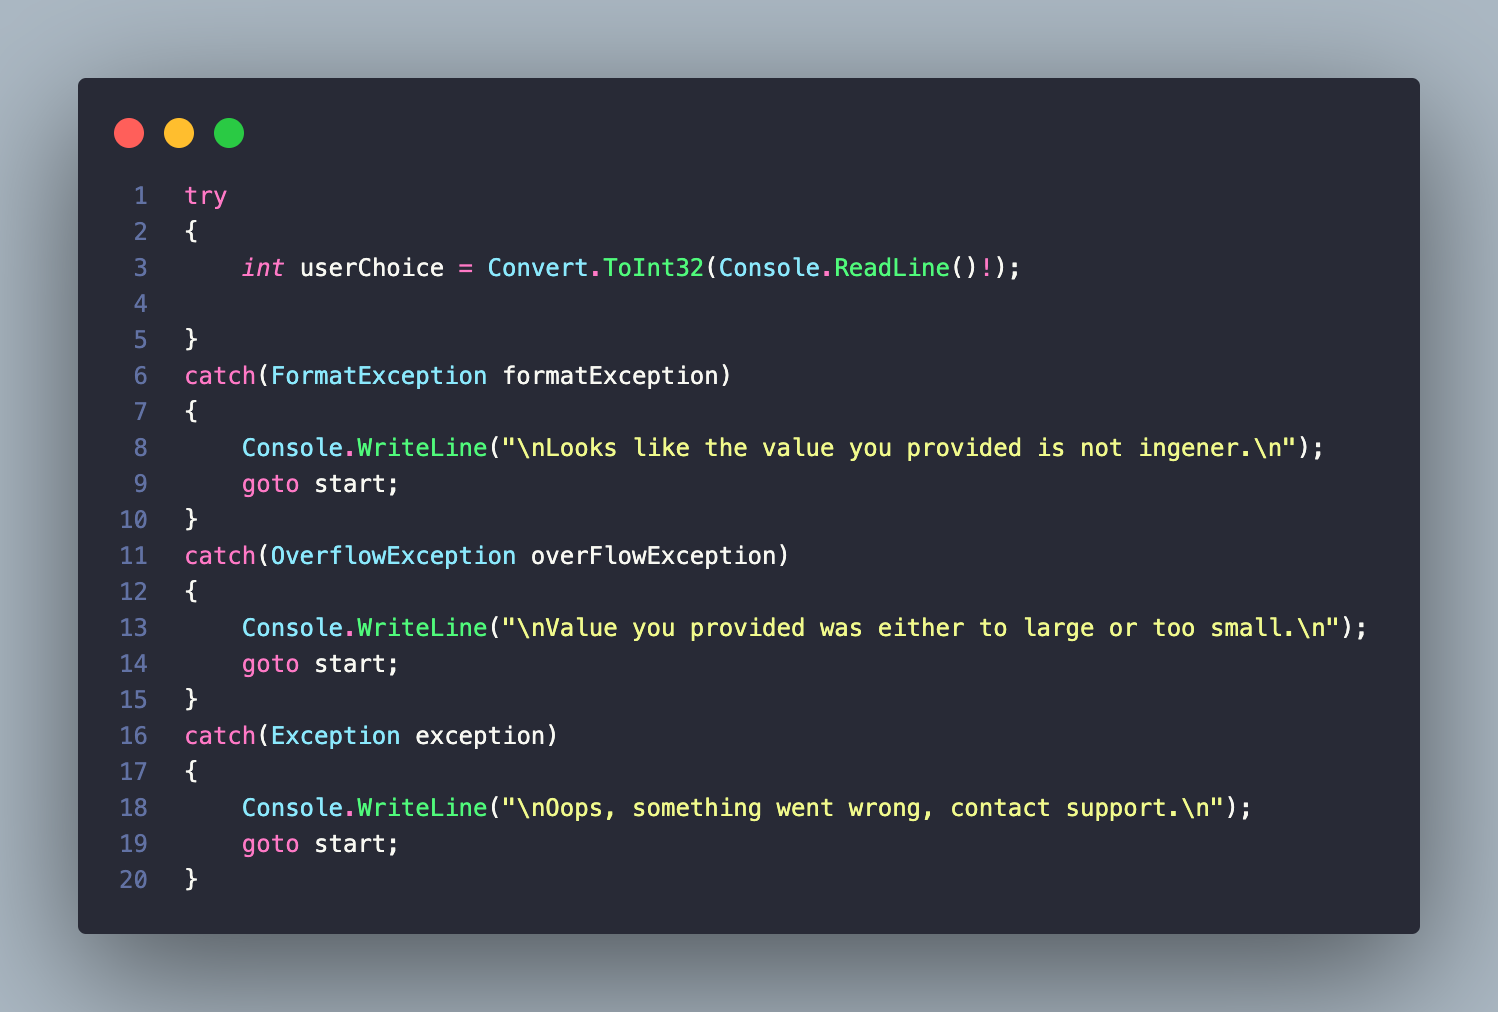 1 try
2 {
3     int userChoice = Convert.ToInt32(Console.ReadLine()!);
4
5 }
6 catch(FormatException formatException)
7 {
8     Console.WriteLine("\nLooks like the value you provided is not ingener.\n");
9     goto start;
10 }
11 catch(OverflowException overFlowException)
12 {
13     Console.WriteLine("\nValue you provided was either to large or too small.\n");
14     goto start;
15 }
16 catch(Exception exception)
17 {
18     Console.WriteLine("\nOops, something went wrong, contact support.\n");
19     goto start;
20 }